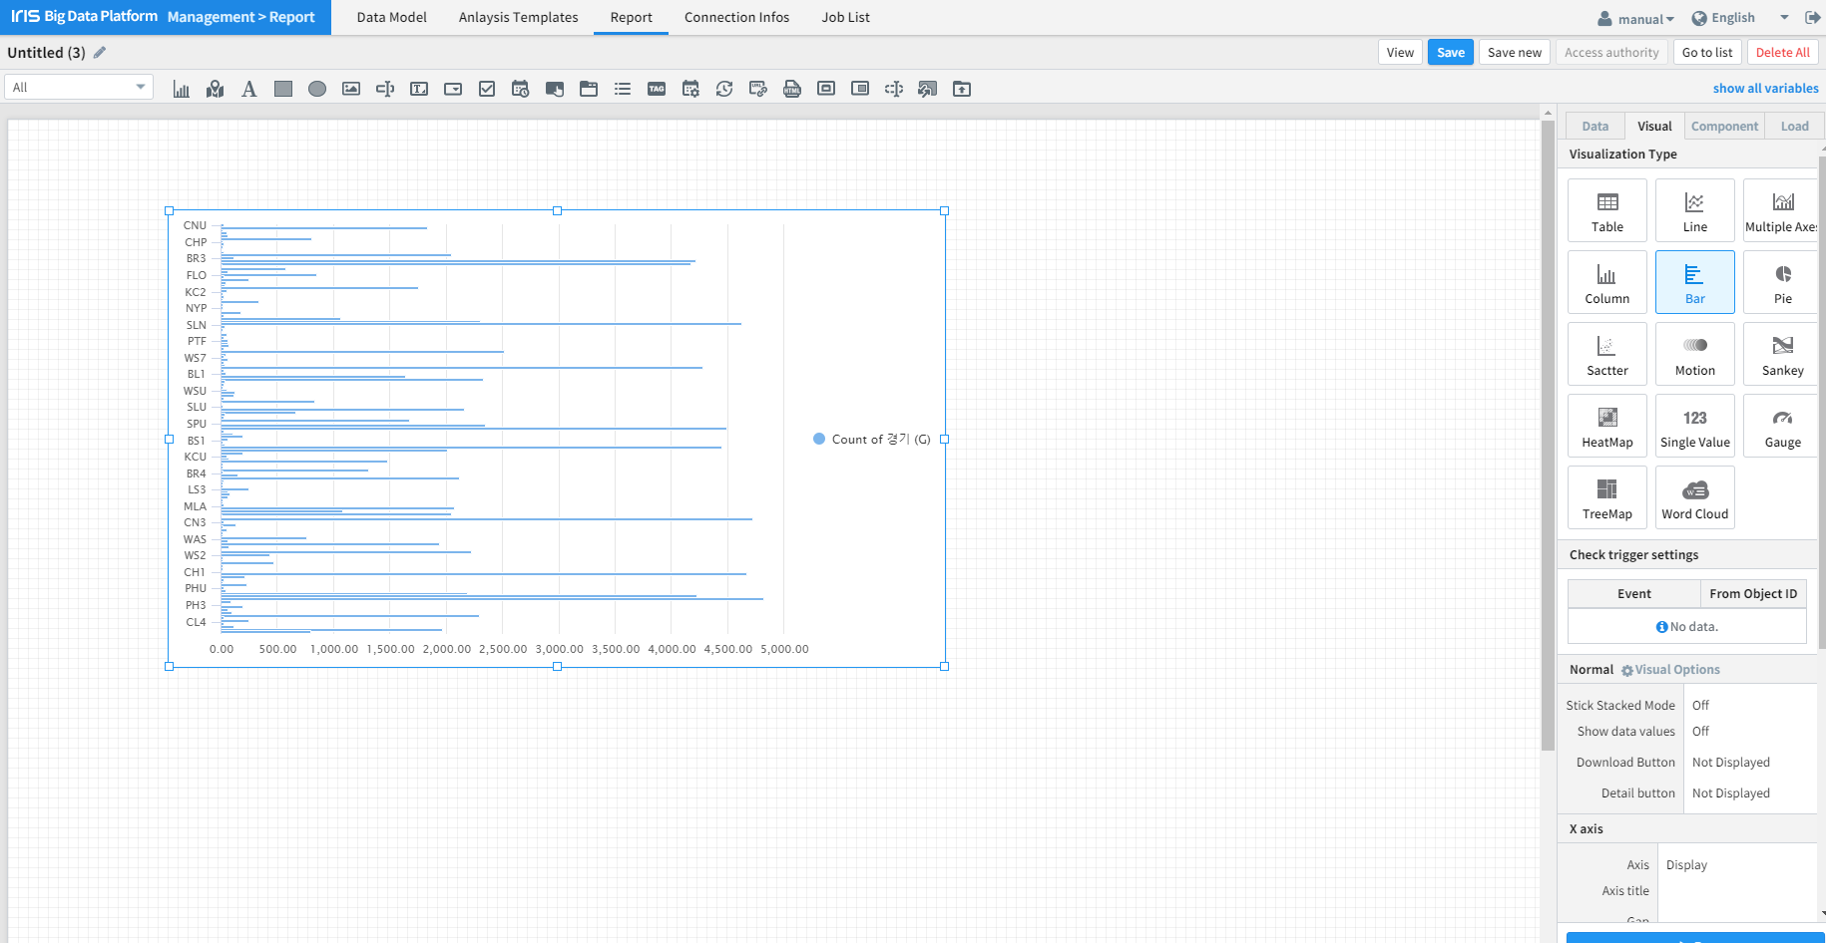 IRIS Big Data Platform Management > Report Data Model Anlaysis Templates Report Connection Infos Job List manual English
Untitled (3) View Save Save new Access authority Go to list Delete All
All A T TAG URL HTML show all variables
Data Visual Component Load
Visualization Type
Table Line Multiple Axe
Column Bar Pie
Sactter Motion Sankey
123
HeatMap Single Value Gauge
W
TreeMap Word Cloud
Check trigger settings
Event From Object ID
No data.
Normal Visual Options
Stick Stacked Mode Off
Show data values Off
Download Button Not Displayed
Detail button Not Displayed
X axis
Axis Display
Axis title
CNU
CHP
BR3
FLO
KC2
NYP
SLN
PTF
WS7
BL1
WSU
SLU
SPU
BS1
KCU
BR4
LS3
MLA
CN3
WAS
WS2
CH1
PHU
PH3
CL4
0.00 500.00 1,000.00 1,500.00 2,000.00 2,500.00 3,000.00 3,500.00 4,000.00 4,500.00 5,000.00
Count of 경기 (G)